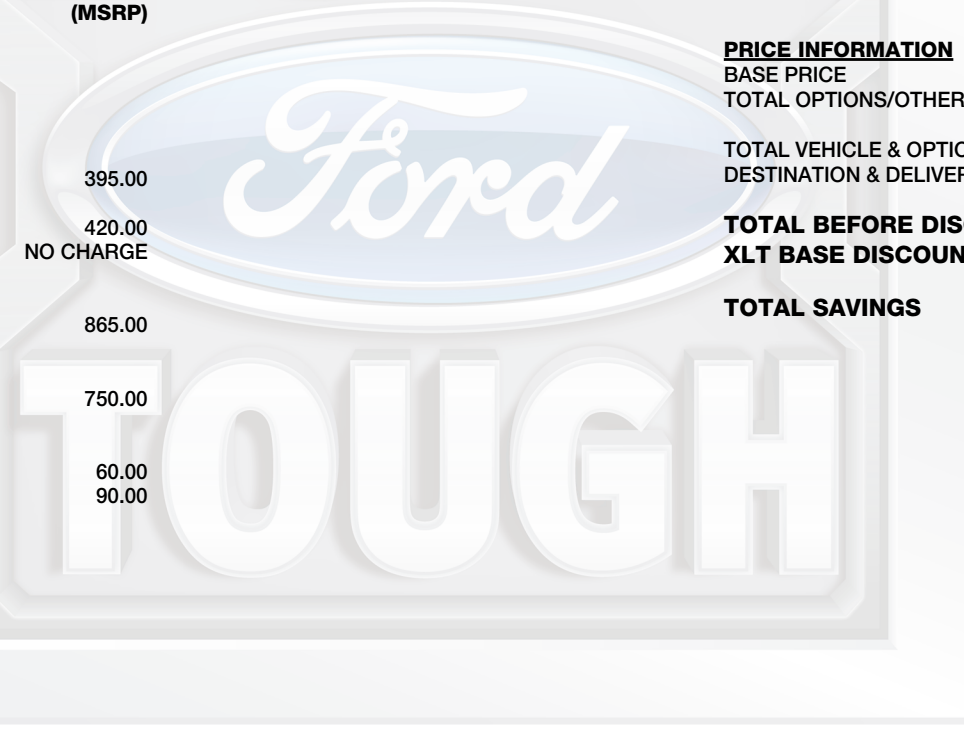 (MSRP)
395.00
420.00
NO CHARGE
865.00
750.00
60.00
90.00
PRICE INFORMATION
BASE PRICE
TOTAL OPTIONS/OTHER
TOTAL VEHICLE & OPTIO
DESTINATION & DELIVER
TOTAL BEFORE DIS
XLT BASE DISCOUN
TOTAL SAVINGS
Ford
TOUGH